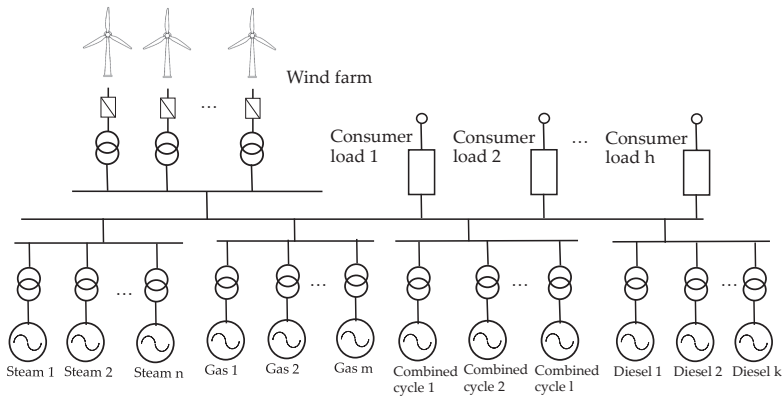 Wind farm
...
Consumer
load 1
Consumer
load 2
...
Consumer
load h
...
...
...
...
Steam 1
Steam 2
Steam n
Gas 1
Gas 2
Gas m
Combined
cycle 1
Combined
cycle 2
Combined
cycle l
Diesel 1
Diesel 2
Diesel k